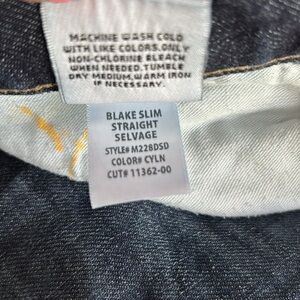 MACHINE WASH COLD
WITH LIKE COLORS.ONLY
NON-CHLORINE BLEACH
WHEN NEEDED.TUMBLE
DRY MEDIUM.WARM IRON
IF NECESSARY.
BLAKE SLIM
STRAIGHT
SELVAGE
STYLE# M228DSD
COLOR# CYLN
CUT# 11362-00